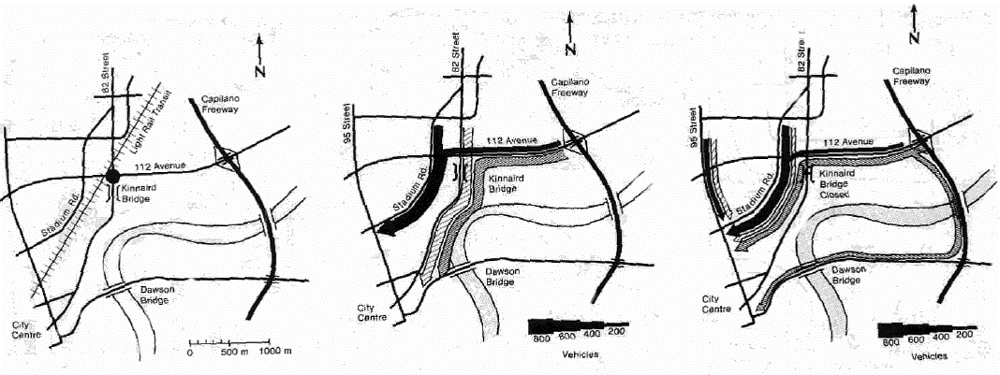 N
82 Street
Light Rail Transit
Capilano
Freeway
112 Avenue
Kinnaird
Bridge
Stadium Rd.
Dawson
Bridge
City
Centre
0 500 m 1000 m
N
82 Street
95 Street
Capilano
Freeway
112 Avenue
Kinnaird
Bridge
Stadium Rd.
Dawson
Bridge
City
Centre
800 600 400 200
Vehicles
N
82 Street
95 Street
Capilano
Freeway
112 Avenue
Kinnaird
Bridge
Closed
Stadium Rd.
Dawson
Bridge
City
Centre
800 600 400 200
Vehicles